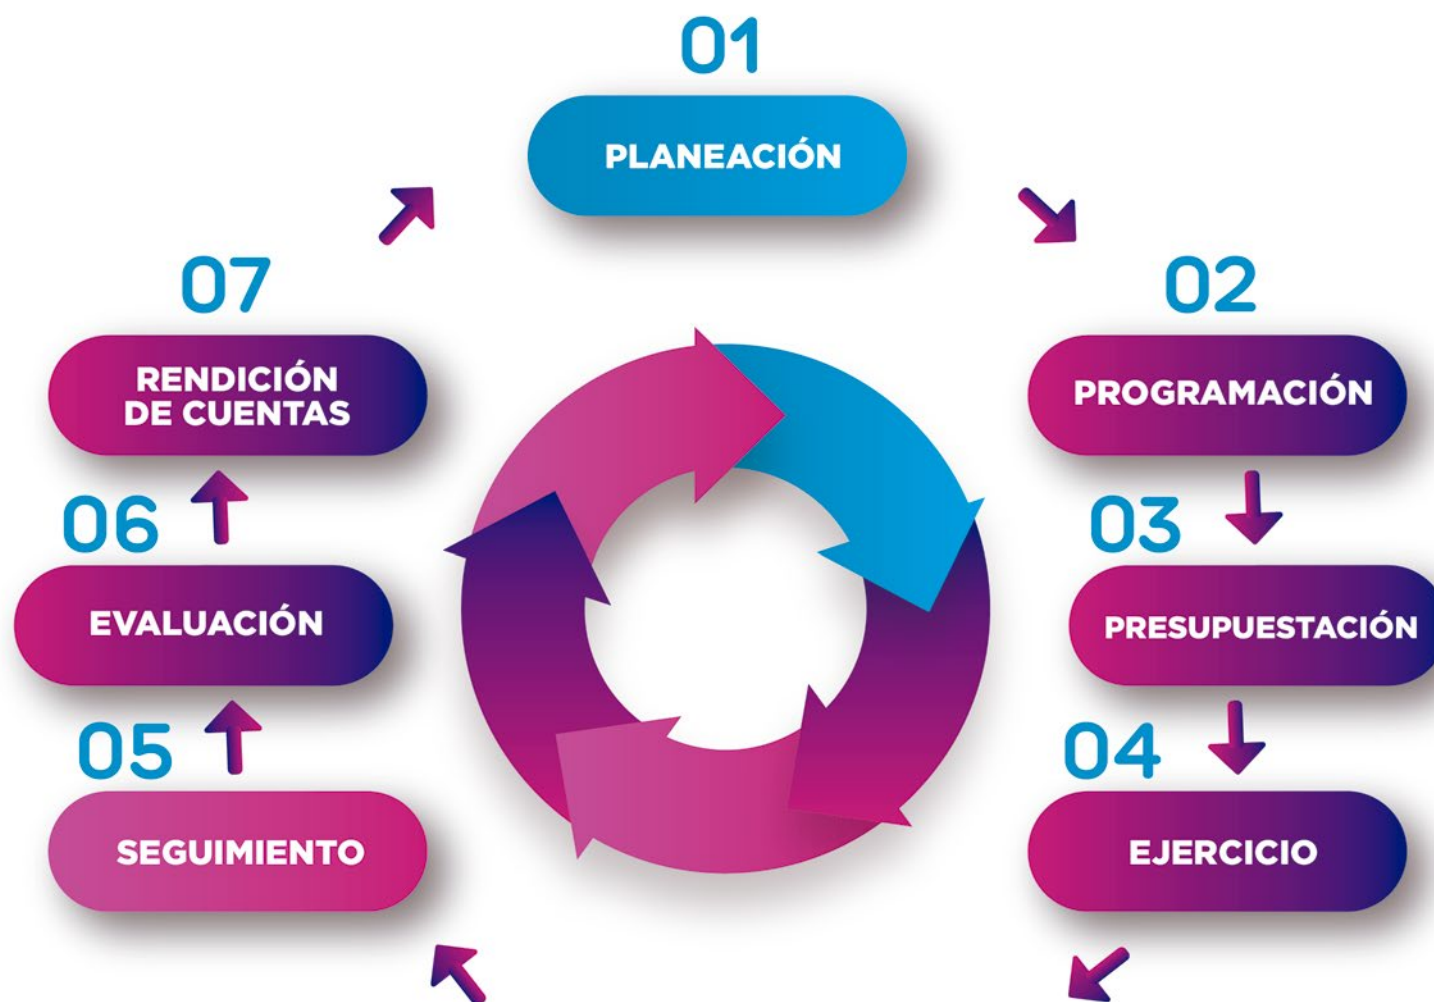 01
PLANEACIÓN
02
PROGRAMACIÓN
03
PRESUPUESTACIÓN
04
EJERCICIO
05
SEGUIMIENTO
06
EVALUACIÓN
07
RENDICIÓN
DE CUENTAS